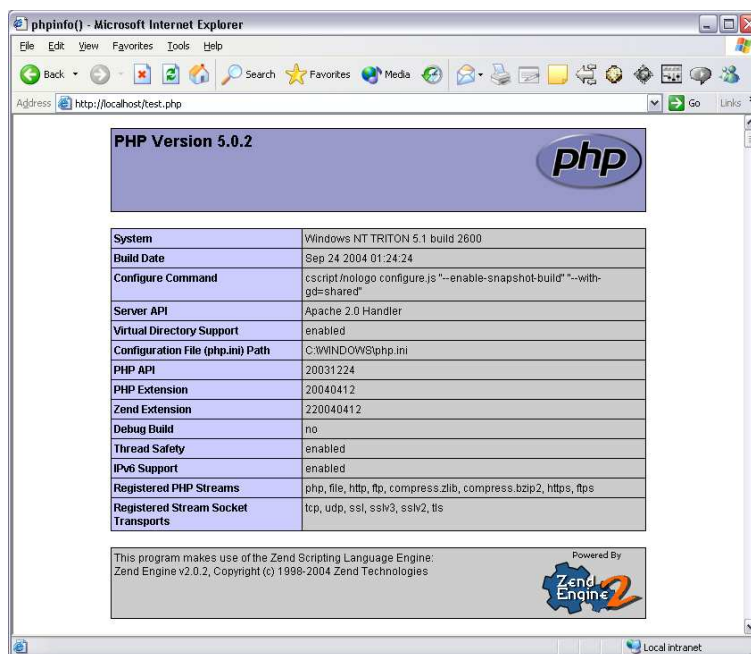 phpinfo() - Microsoft Internet Explorer
File Edit View Favorites Tools Help
Back Search Favorites Media
Address http://localhost/test.php Go Links
PHP Version 5.0.2
php
System Windows NT TRITON 5.1 build 2600
Build Date Sep 24 2004 01:24:24
Configure Command cscript /nologo configure.js "--enable-snapshot-build" "--with-
gd=shared"
Server API Apache 2.0 Handler
Virtual Directory Support enabled
Configuration File (php.ini) Path C:\WINDOWS\php.ini
PHP API 20031224
PHP Extension 20040412
Zend Extension 220040412
Debug Build no
Thread Safety enabled
IPv6 Support enabled
Registered PHP Streams php, file, http, ftp, compress.zlib, compress.bzip2, https, ftps
Registered Stream Socket tcp, udp, ssl, sslv3, sslv2, tls
Transports
This program makes use of the Zend Scripting Language Engine:
Zend Engine v2.0.2, Copyright (c) 1998-2004 Zend Technologies
Powered By
Zend
Engine 2
Local intranet